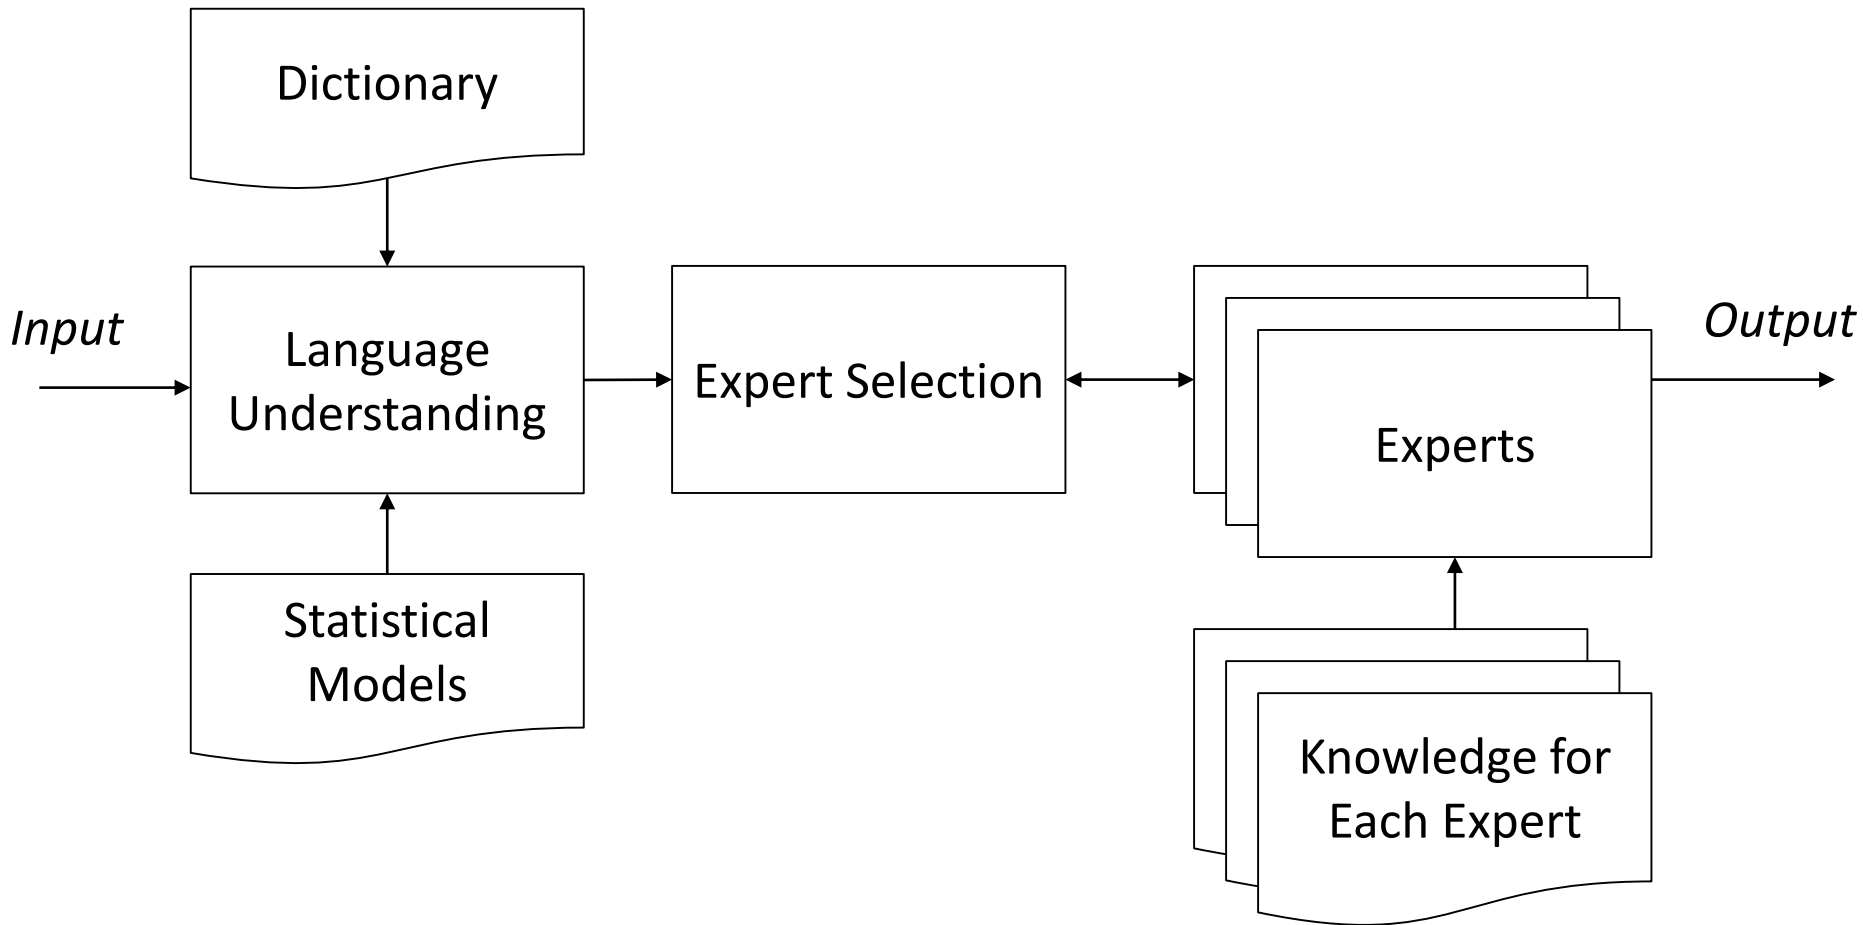 Dictionary
Input
Language
Understanding
Expert Selection
Experts
Output
Statistical
Models
Knowledge for
Each Expert